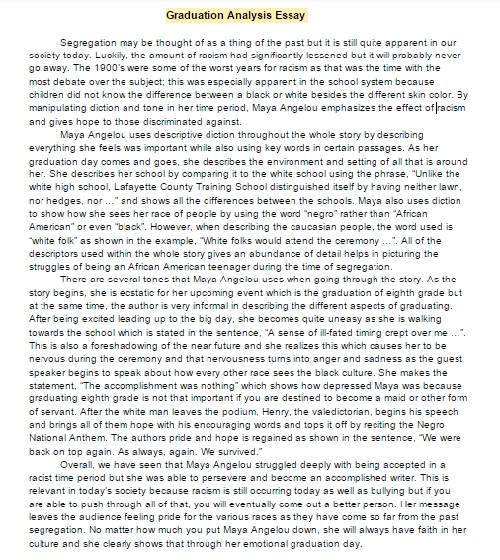 Graduation Analysis Essay
Segregation may be thought of as a thing of the past but it is still quite apparent in our
society today. Luckily, the amount of racism had significantly lessened but it will probably never
go away. The 1900's were some of the worst years for racism as that was the time with the
most debate over the subject; this was especially apparent in the school system because
children did not know the difference between a black or white besides the different skin color. By
manipulating diction and tone in her time period, Maya Angelou emphasizes the effect of racism
and gives hope to those discriminated against.
Maya Angelou uses descriptive diction throughout the whole story by describing
everything she feels was important while also using key words in certain passages. As her
graduation day comes and goes, she describes the environment and setting of all that is around
her. She describes her school by comparing it to the white school using the phrase, "Unlike the
white high school, Lafayette County Training School distinguished itself by having neither lawn,
nor hedges, nor ..." and shows all the differences between the schools. Maya also uses diction
to show how she sees her race of people by using the word "negro" rather than "African
American" or even "black". However, when describing the caucasian people, the word used is
"white folk" as shown in the example, "White folks would attend the ceremony ...". All of the
descriptors used within the whole story gives an abundance of detail helps in picturing the
struggles of being an African American teenager during the time of segregation.
There are several tones that Maya Angelou uses when going through the story. As the
story begins, she is ecstatic for her upcoming event which is the graduation of eighth grade but
at the same time, the author is very informal in describing the different aspects of graduating.
After being excited leading up to the big day, she becomes quite uneasy as she is walking
towards the school which is stated in the sentence, "A sense of ill-fated timing crept over me ...".
This is also a foreshadowing of the near future and she realizes this which causes her to be
nervous during the ceremony and that nervousness turns into anger and sadness as the guest
speaker begins to speak about how every other race sees the black culture. She makes the
statement, "The accomplishment was nothing" which shows how depressed Maya was because
graduating eighth grade is not that important if you are destined to become a maid or other form
of servant. After the white man leaves the podium, Henry, the valedictorian, begins his speech
and brings all of them hope with his encouraging words and tops it off by reciting the Negro
National Anthem. The authors pride and hope is regained as shown in the sentence, "We were
back on top again. As always, again. We survived."
Overall, we have seen that Maya Angelou struggled deeply with being accepted in a
racist time period but she was able to persevere and become an accomplished writer. This is
relevant in today's society because racism is still occurring today as well as bullying but if you
are able to push through all of that, you will eventually come out a better person. Her message
leaves the audience feeling pride for the various races as they have come so far from the past
segregation. No matter how much you put Maya Angelou down, she will always have faith in her
culture and she clearly shows that through her emotional graduation day.